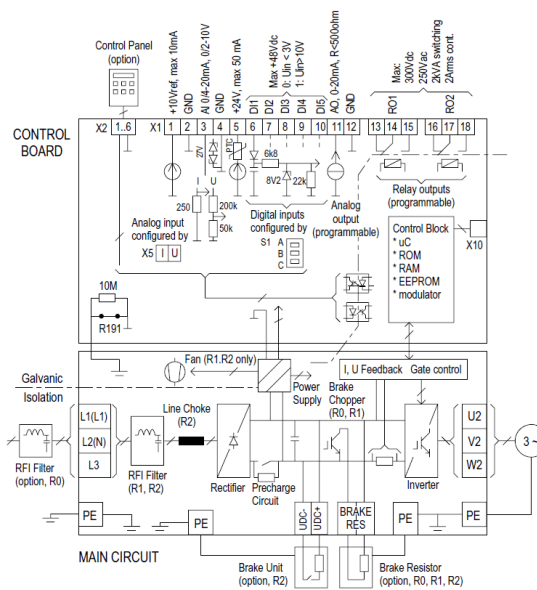 Control Panel
(option)
+10Vref, max 10mA
GND
AI 0/4-20mA, 0/2-10V
GND
+24V, max 50 mA
DI1
DI2 Max +48Vdc
DI3 0: Uin < 3V
DI4 1: Uin>10V
DI5
AO, 0-20mA, R<500ohm
GND
Max:
300Vdc
250Vac
2kVA switching
2Arms cont.
RO1
RO2
CONTROL
BOARD
X2 1..6 X1 1 2 3 4 5 6 7 8 9 10 11 12 13 14 15 16 17 18
27V
PTC
6k8
8V2 22k
I U
250 200k
50k
Analog input
configured by
X5 I U
Digital inputs
configured by
S1 A
B
C
Analog
output
(programmable)
Relay outputs
(programmable)
Control Block
* uC
* ROM
* RAM
* EEPROM
* modulator
X10
10M
R191
Fan (R1.R2 only)
Galvanic
Isolation
Power
Supply
I, U Feedback Gate control
Brake
Chopper
(R0, R1)
Line Choke
(R2)
L1(L1)
L2(N)
L3
RFI Filter
(option, R0)
RFI Filter
(R1, R2)
Rectifier
Precharge
Circuit
Inverter
U2
V2
W2
3 ~
PE
PE
UDC-
UDC+
BRAKE
RES
PE
PE
MAIN CIRCUIT
Brake Unit
(option, R2)
Brake Resistor
(option, R0, R1, R2)